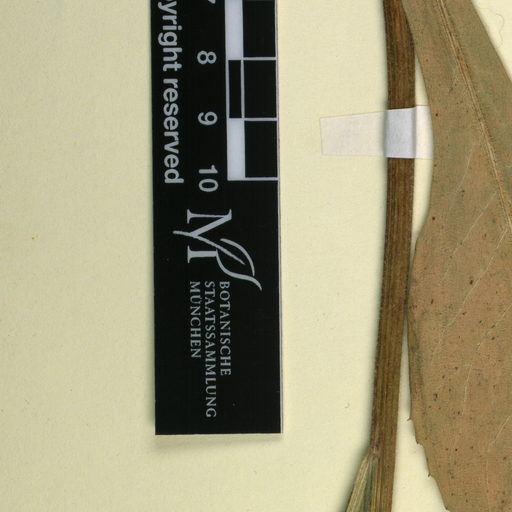 yright reserved
7
8
9
10
BOTANISCHE
STAATSSAMMLUNG
MÜNCHEN